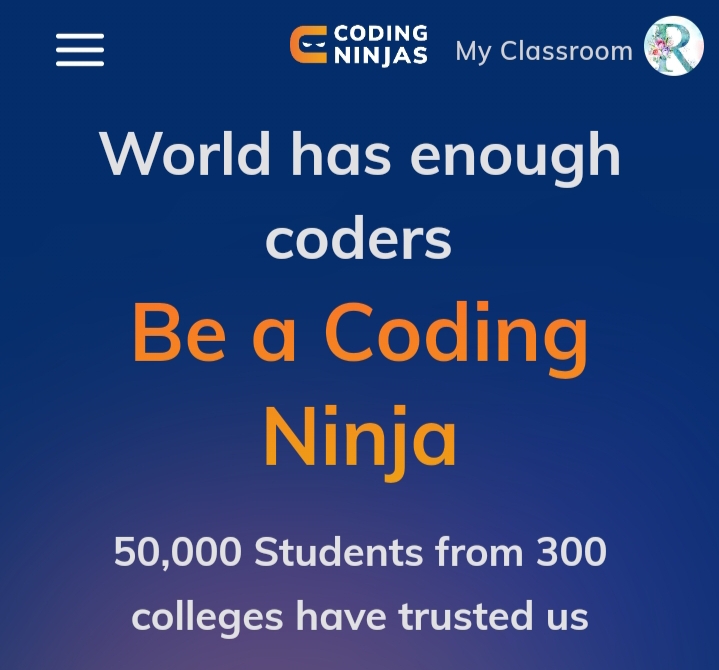 CODING
NINJAS
My Classroom
R
World has enough
coders
Be a Coding
Ninja
50,000 Students from 300
colleges have trusted us